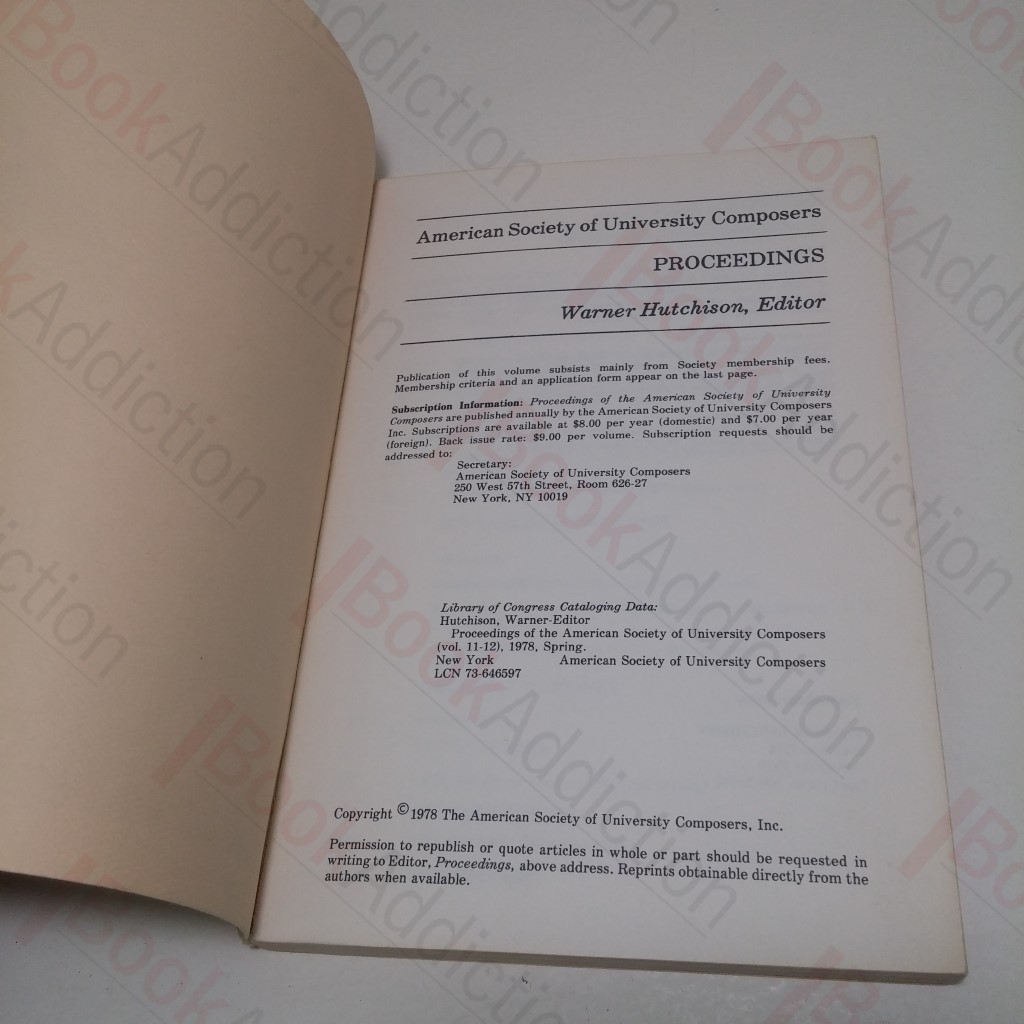 American Society of University Composers
PROCEEDINGS
Warner Hutchison, Editor
Publication of this volume subsists mainly from Society membership fees.
Membership criteria and an application form appear on the last page.
Subscription Information: Proceedings of the American Society of University
Composers are published annually by the American Society of University Composers
Inc. Subscriptions are available at $8.00 per year (domestic) and $7.00 per year
(foreign). Back issue rate: $9.00 per volume. Subscription requests should be
addressed to:
Secretary:
American Society of University Composers
250 West 57th Street, Room 626-27
New York, NY 10019
Library of Congress Cataloging Data:
Hutchison, Warner-Editor
Proceedings of the American Society of University Composers
(vol. 11-12), 1978, Spring.
New York American Society of University Composers
LCN 73-646597
Copyright © 1978 The American Society of University Composers, Inc.
Permission to republish or quote articles in whole or part should be requested in
writing to Editor, Proceedings, above address. Reprints obtainable directly from the
authors when available.
BookAddiction